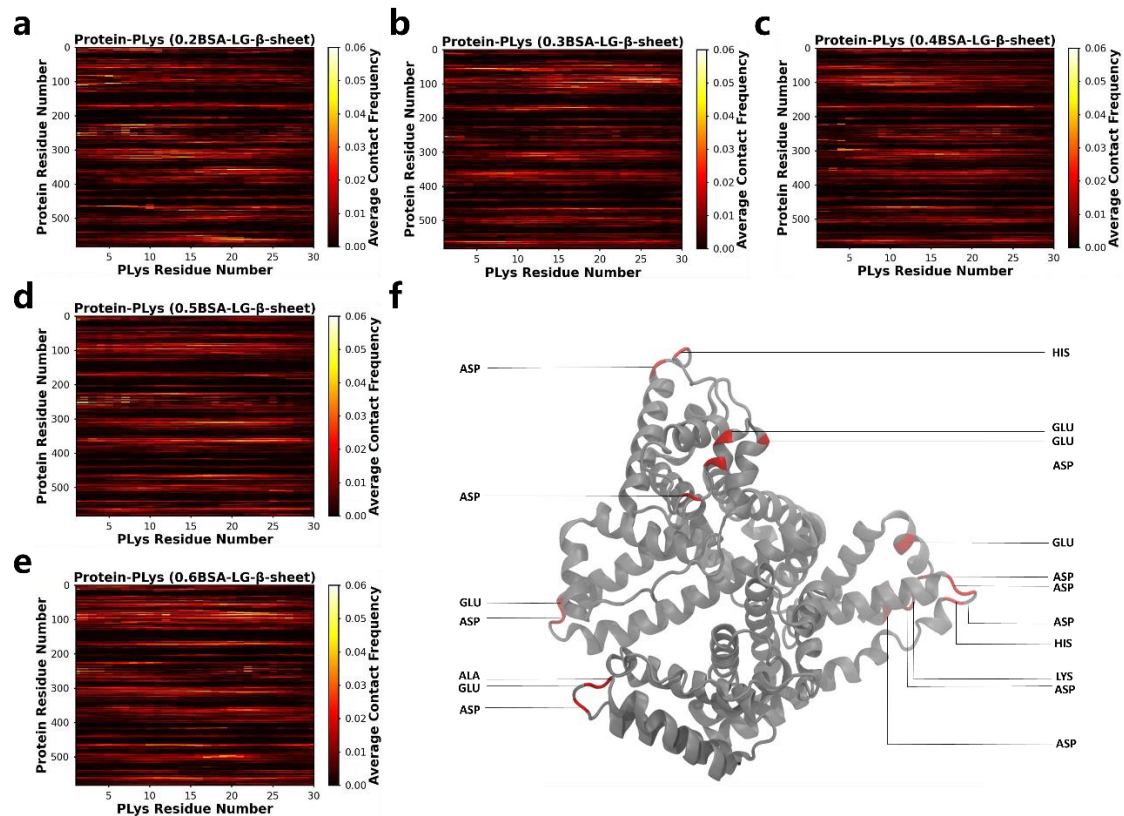 a
Protein-PLys (0.2BSA-LG-β-sheet)
Protein Residue Number
0
100
200
300
400
500
5 10 15 20 25 30
PLys Residue Number
0.06
0.05
0.04
0.03
0.02
0.01
0.00
Average Contact Frequency
b
Protein-PLys (0.3BSA-LG-β-sheet)
Protein Residue Number
0
100
200
300
400
500
5 10 15 20 25 30
PLys Residue Number
0.06
0.05
0.04
0.03
0.02
0.01
0.00
Average Contact Frequency
c
Protein-PLys (0.4BSA-LG-β-sheet)
Protein Residue Number
0
100
200
300
400
500
5 10 15 20 25 30
PLys Residue Number
0.06
0.05
0.04
0.03
0.02
0.01
0.00
Average Contact Frequency
d
Protein-PLys (0.5BSA-LG-β-sheet)
Protein Residue Number
0
100
200
300
400
500
5 10 15 20 25 30
PLys Residue Number
0.06
0.05
0.04
0.03
0.02
0.01
0.00
Average Contact Frequency
e
Protein-PLys (0.6BSA-LG-β-sheet)
Protein Residue Number
0
100
200
300
400
500
5 10 15 20 25 30
PLys Residue Number
0.06
0.05
0.04
0.03
0.02
0.01
0.00
Average Contact Frequency
f
ASP
ASP
GLU
ASP
ALA
GLU
ASP
HIS
GLU
GLU
ASP
GLU
ASP
ASP
ASP
HIS
LYS
ASP
ASP